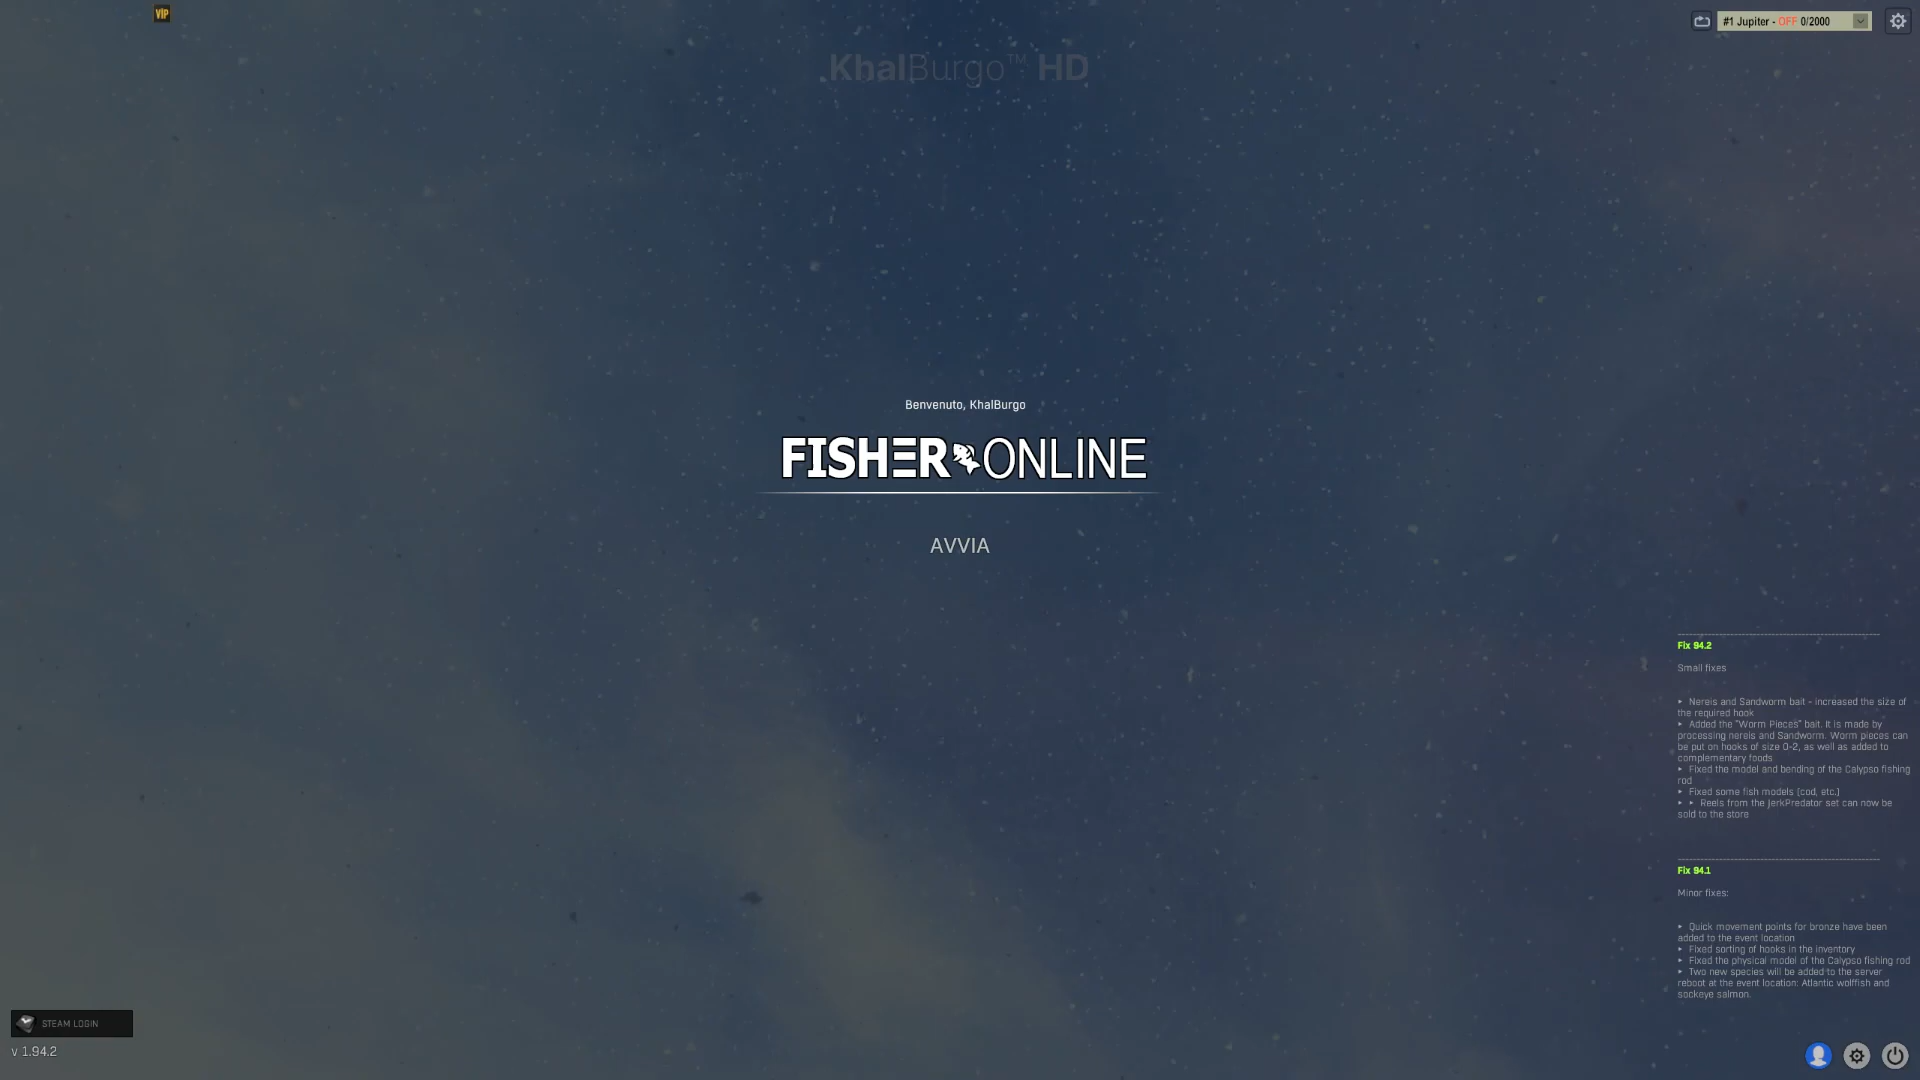 VIP
#1 Jupiter - OFF 0/2000
KhalBurgo™ HD
Benvenuto, KhalBurgo
FISHER ONLINE
AVVIA
Fix 94.2
Small fixes
‣ Nereis and Sandworm bait - increased the size of
the required hook
‣ Added the "Worm Pieces" bait. It is made by
processing nereis and Sandworm. Worm pieces can
be put on hooks of size 0-2, as well as added to
complementary foods
‣ Fixed the model and bending of the Calypso fishing
rod
‣ Fixed some fish models (cod, etc.)
‣ ‣ Reels from the JerkPredator set can now be
sold to the store
Fix 94.1
Minor fixes:
‣ Quick movement points for bronze have been
added to the event location
‣ Fixed sorting of hooks in the inventory
‣ Fixed the physical model of the Calypso fishing rod
‣ Two new species will be added to the server
reboot at the event location: Atlantic wolffish and
sockeye salmon.
STEAM LOGIN
v 1.94.2